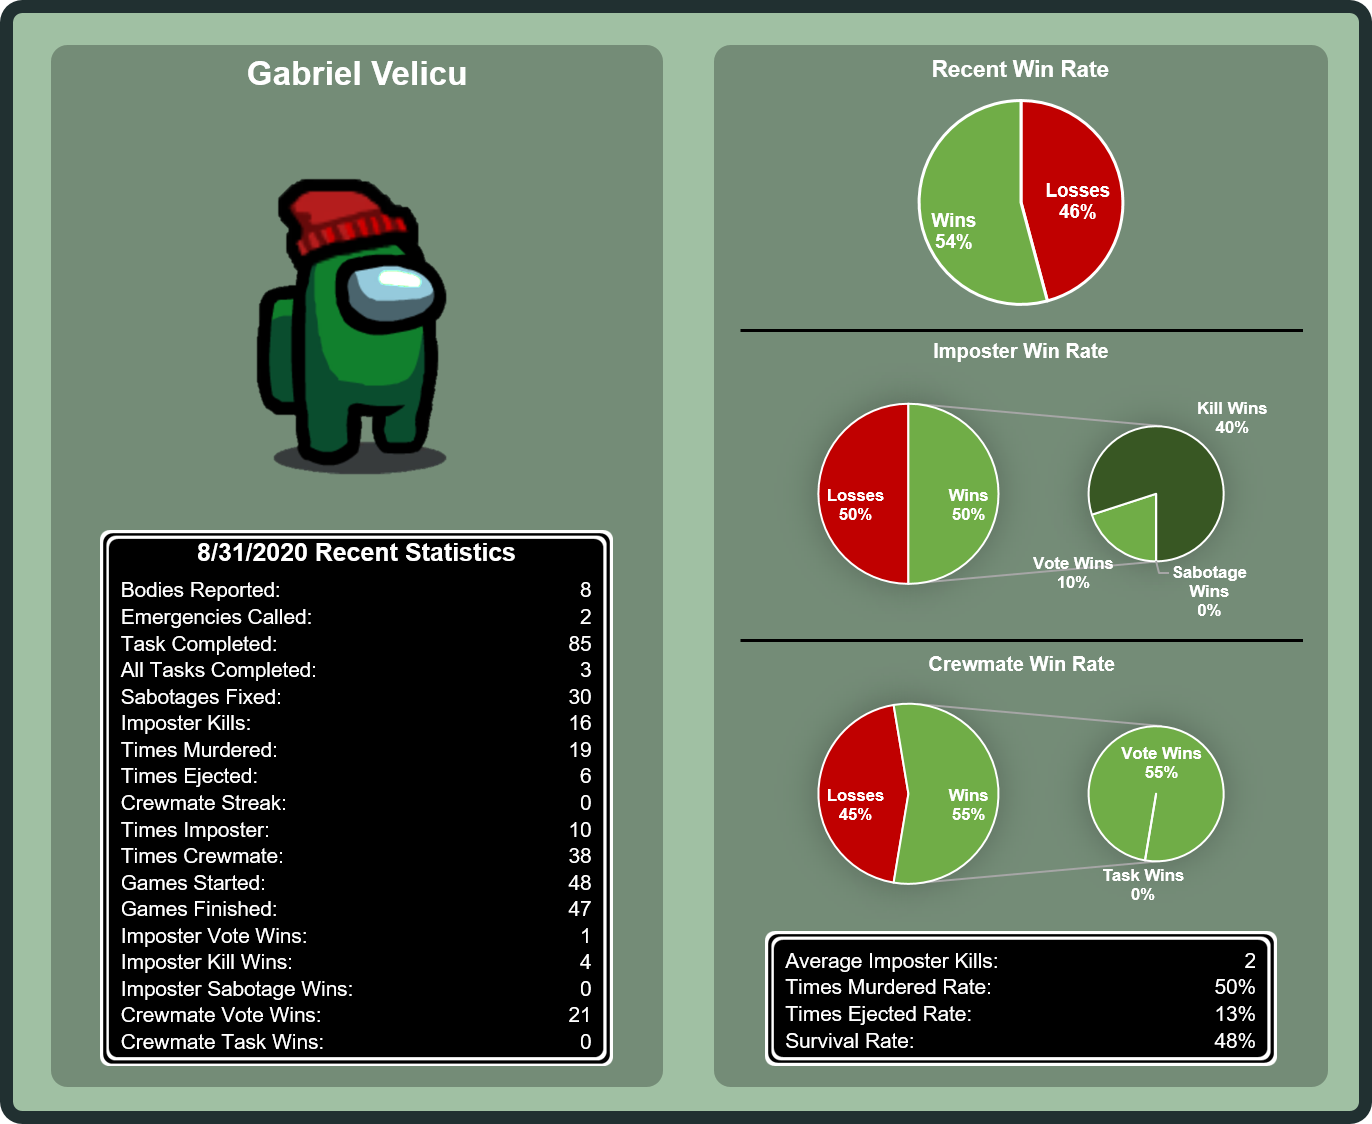 Gabriel Velicu
8/31/2020 Recent Statistics
Bodies Reported: 8
Emergencies Called: 2
Task Completed: 85
All Tasks Completed: 3
Sabotages Fixed: 30
Imposter Kills: 16
Times Murdered: 19
Times Ejected: 6
Crewmate Streak: 0
Times Imposter: 10
Times Crewmate: 38
Games Started: 48
Games Finished: 47
Imposter Vote Wins: 1
Imposter Kill Wins: 4
Imposter Sabotage Wins: 0
Crewmate Vote Wins: 21
Crewmate Task Wins: 0
Recent Win Rate
Losses
46%
Wins
54%
Imposter Win Rate
Losses
50%
Wins
50%
Kill Wins
40%
Vote Wins
10%
Sabotage
Wins
0%
Crewmate Win Rate
Losses
45%
Wins
55%
Vote Wins
55%
Task Wins
0%
Average Imposter Kills: 2
Times Murdered Rate: 50%
Times Ejected Rate: 13%
Survival Rate: 48%